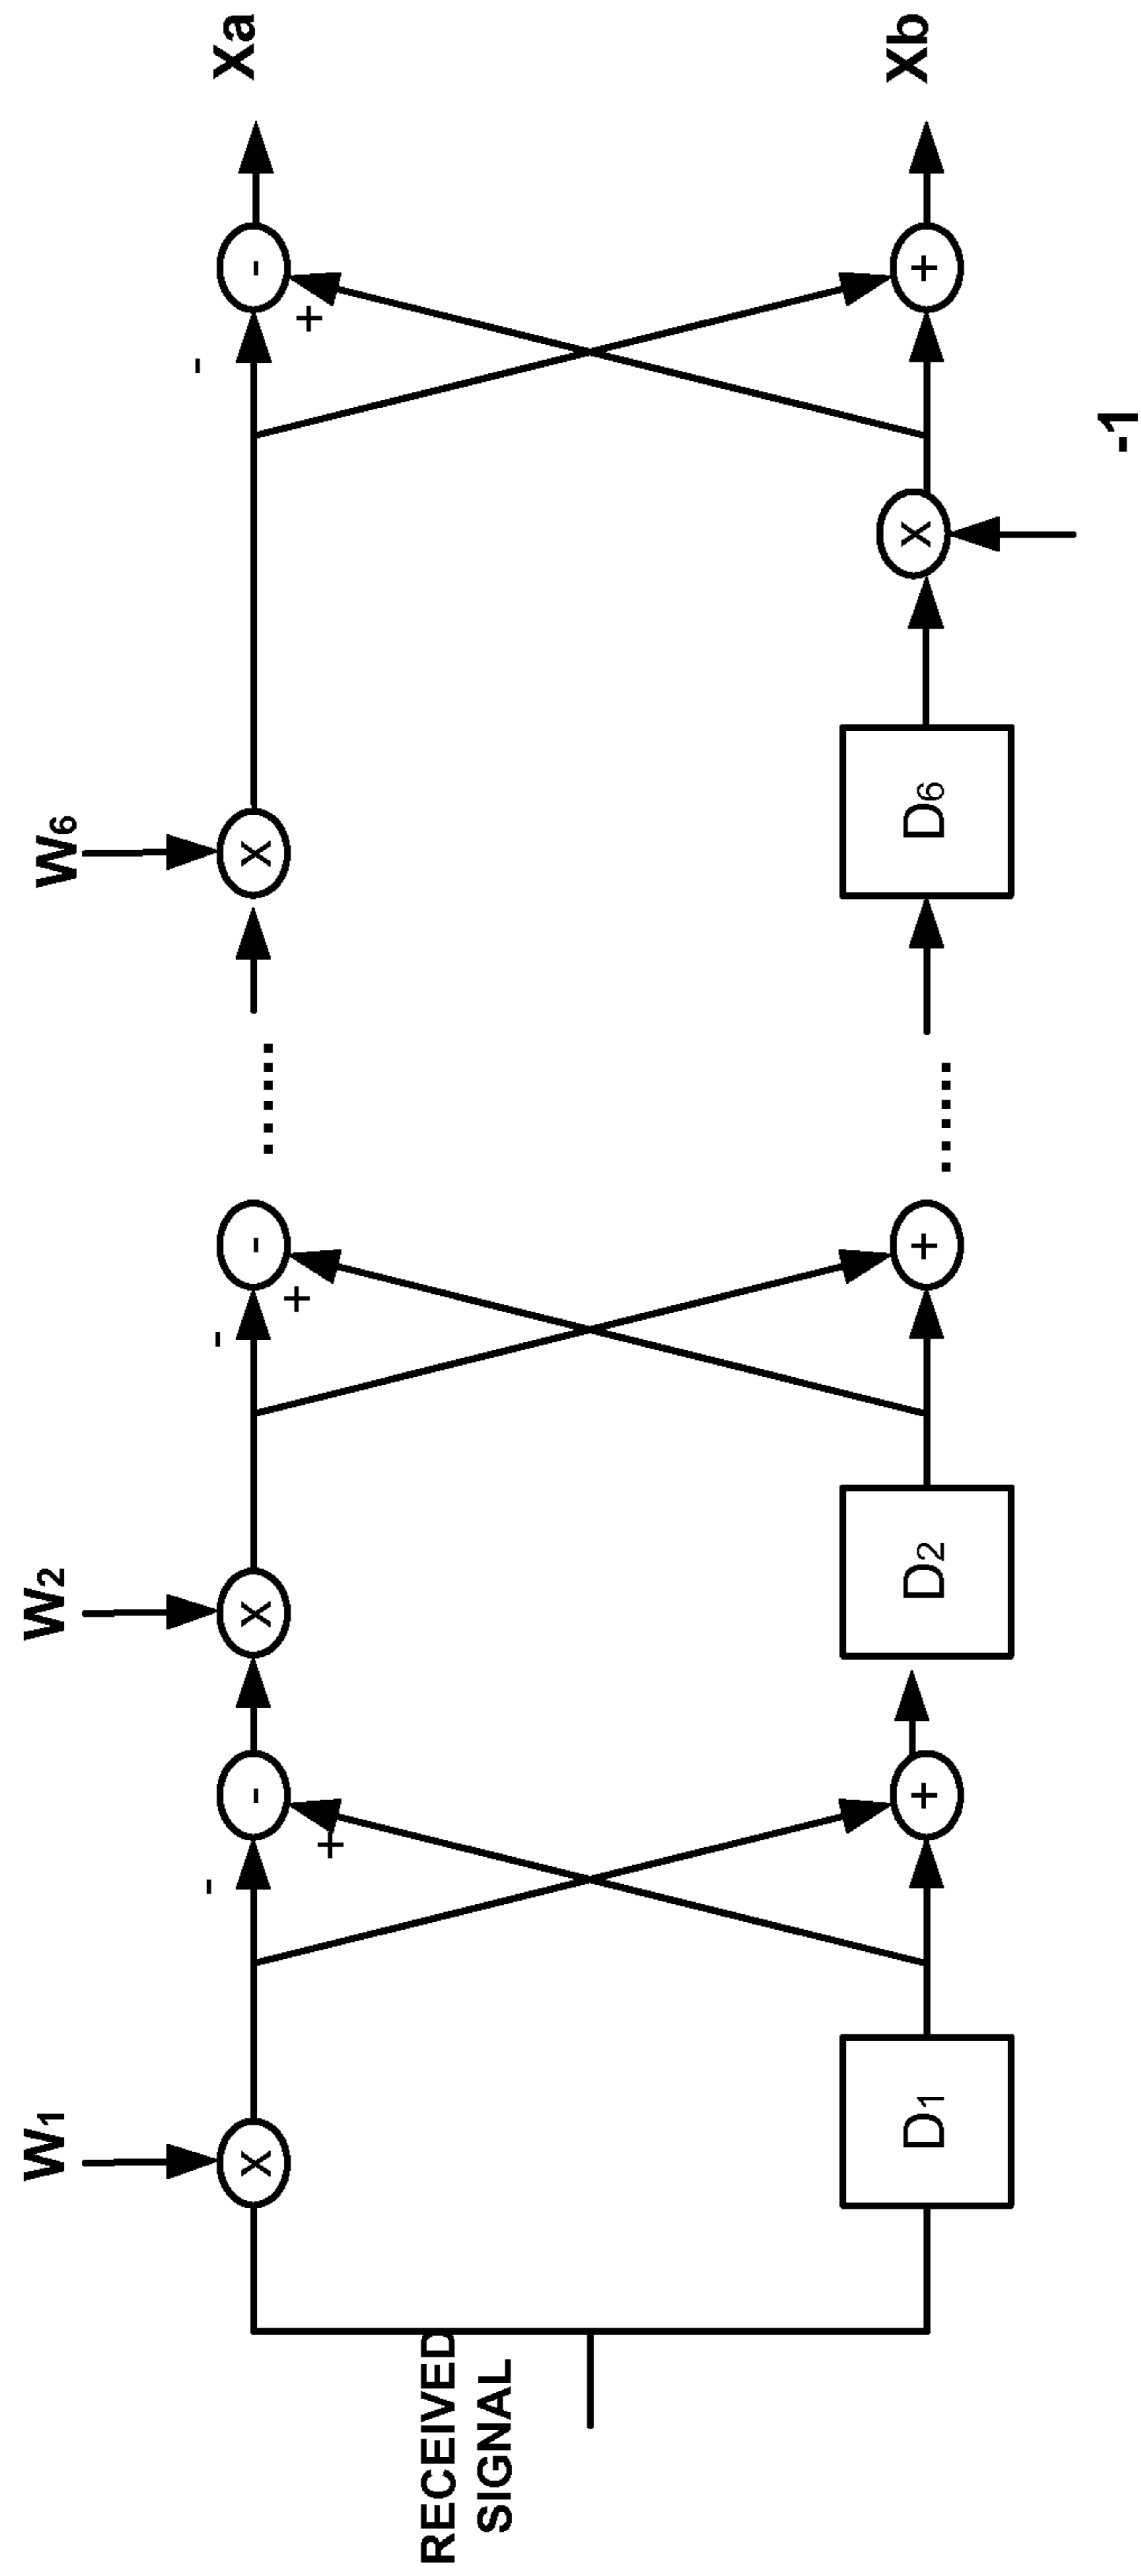 W1
W2
W6
X
-
X
-
X
-
Xa
-
+
-
+
-
+
RECEIVED
SIGNAL
......
......
D1
+
D2
+
D6
X
+
Xb
-1